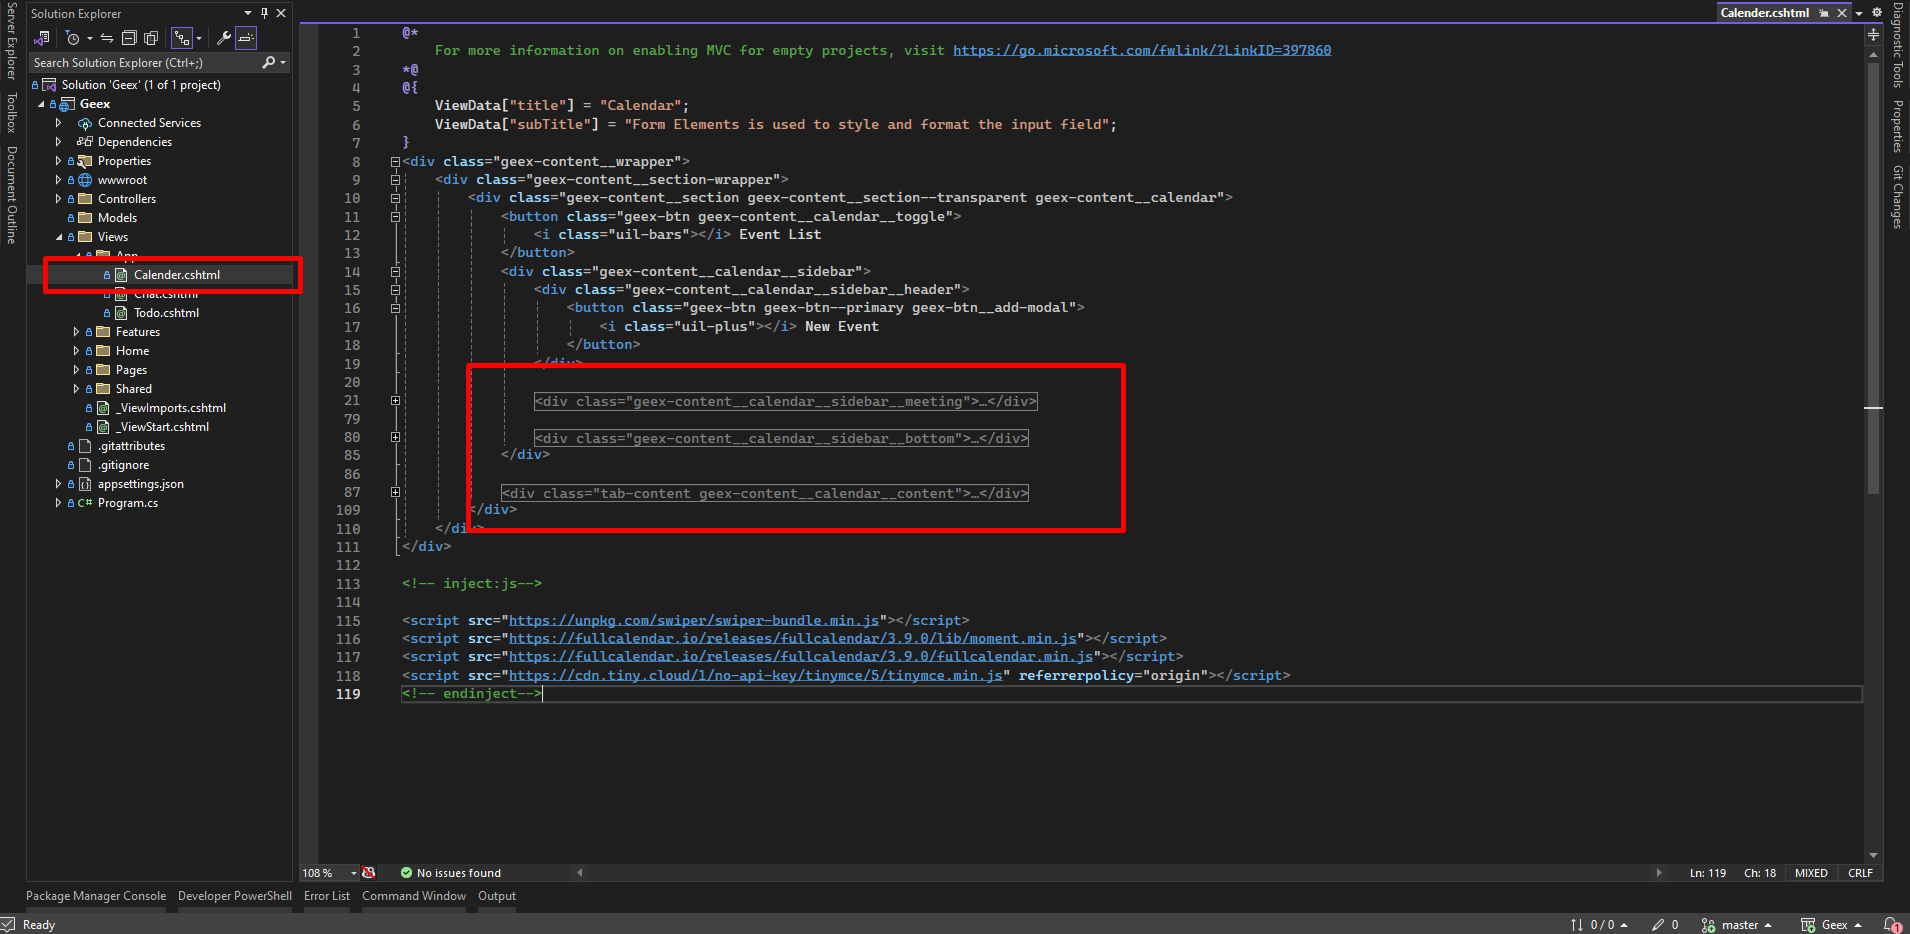 Server Explorer
Toolbox
Document Outline
Solution Explorer
Search Solution Explorer (Ctrl+;)
Solution 'Geex' (1 of 1 project)
Geex
Connected Services
Dependencies
Properties
wwwroot
Controllers
Models
Views
App
Calender.cshtml
Chat.cshtml
Todo.cshtml
Features
Home
Pages
Shared
_ViewImports.cshtml
_ViewStart.cshtml
.gitattributes
.gitignore
appsettings.json
C# Program.cs
Calender.cshtml
1 @*
2 For more information on enabling MVC for empty projects, visit https://go.microsoft.com/fwlink/?LinkID=397860
3 *@
4 @{
5 ViewData["title"] = "Calendar";
6 ViewData["subTitle"] = "Form Elements is used to style and format the input field";
7 }
8 <div class="geex-content__wrapper">
9 <div class="geex-content__section-wrapper">
10 <div class="geex-content__section geex-content__section--transparent geex-content__calendar">
11 <button class="geex-btn geex-content__calendar__toggle">
12 <i class="uil-bars"></i> Event List
13 </button>
14 <div class="geex-content__calendar__sidebar">
15 <div class="geex-content__calendar__sidebar__header">
16 <button class="geex-btn geex-btn--primary geex-btn__add-modal">
17 <i class="uil-plus"></i> New Event
18 </button>
19 </div>
20
21 <div class="geex-content__calendar__sidebar__meeting">…</div>
79
80 <div class="geex-content__calendar__sidebar__bottom">…</div>
85 </div>
86
87 <div class="tab-content geex-content__calendar__content">…</div>
109 </div>
110 </div>
111 </div>
112
113 <!-- inject:js-->
114
115 <script src="https://unpkg.com/swiper/swiper-bundle.min.js"></script>
116 <script src="https://fullcalendar.io/releases/fullcalendar/3.9.0/lib/moment.min.js"></script>
117 <script src="https://fullcalendar.io/releases/fullcalendar/3.9.0/fullcalendar.min.js"></script>
118 <script src="https://cdn.tiny.cloud/1/no-api-key/tinymce/5/tinymce.min.js" referrerpolicy="origin"></script>
119 <!-- endinject-->
Diagnostic Tools
Properties
Git Changes
108 % No issues found Ln: 119 Ch: 18 MIXED CRLF
Package Manager Console Developer PowerShell Error List Command Window Output
Ready 0 / 0 0 master Geex 1